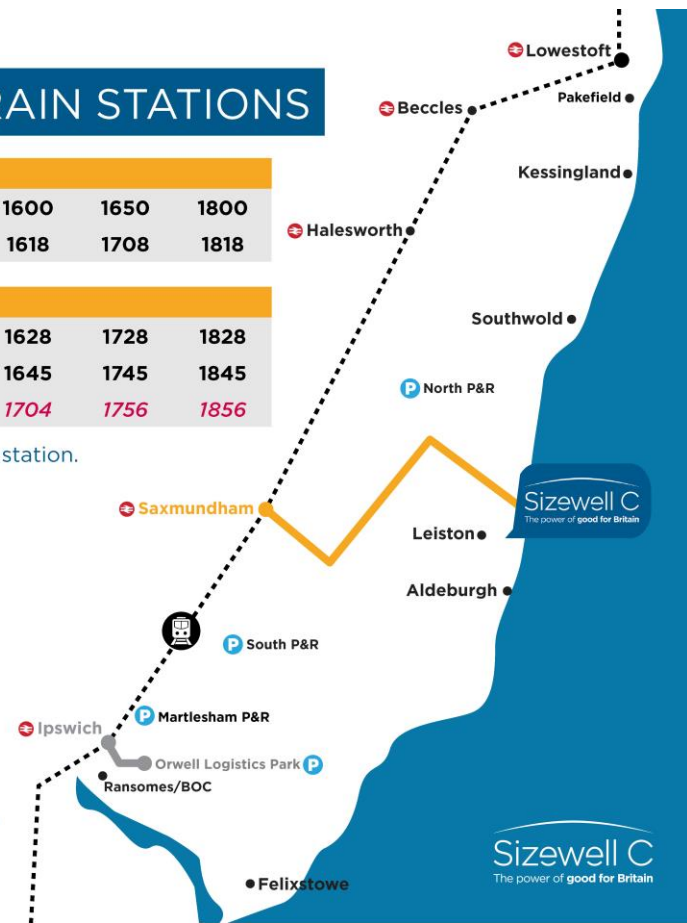 RAIN STATIONS
1600 1650 1800
1618 1708 1818
1628 1728 1828
1645 1745 1845
1704 1756 1856
station.
Lowestoft
Pakefield
Beccles
Kessingland
Halesworth
Southwold
P North P&R
Sizewell C
The power of good for Britain
Saxmundham
Leiston
Aldeburgh
P South P&R
P Martlesham P&R
Ipswich
Orwell Logistics Park P
Ransomes/BOC
Felixstowe
Sizewell C
The power of good for Britain